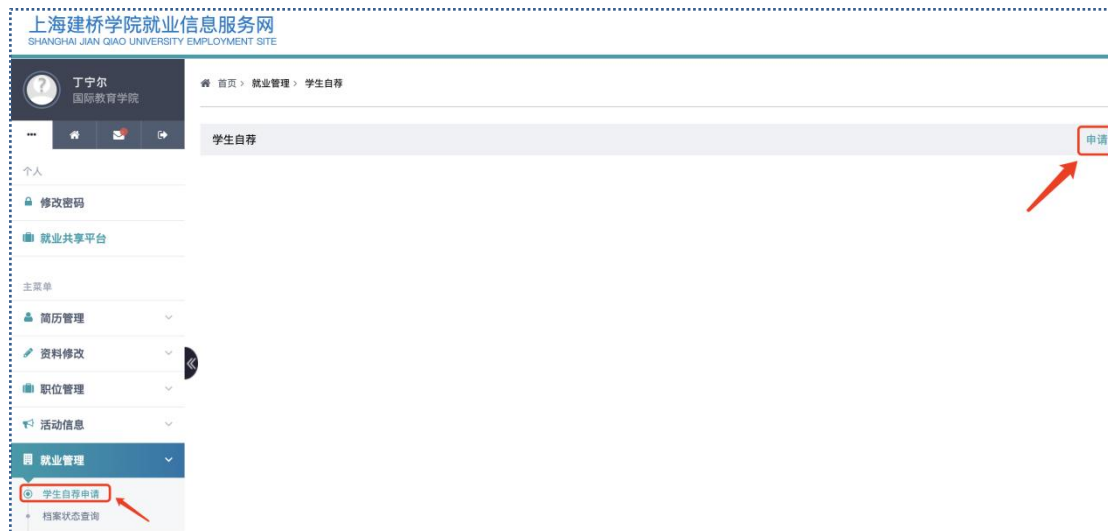 上海建桥学院就业信息服务网
SHANGHAI JIAN QIAO UNIVERSITY EMPLOYMENT SITE
丁宁尔
国际教育学院
首页 › 就业管理 › 学生自荐
学生自荐
申请
个人
修改密码
就业共享平台
主菜单
简历管理
资料修改
职位管理
活动信息
就业管理
学生自荐申请
档案状态查询